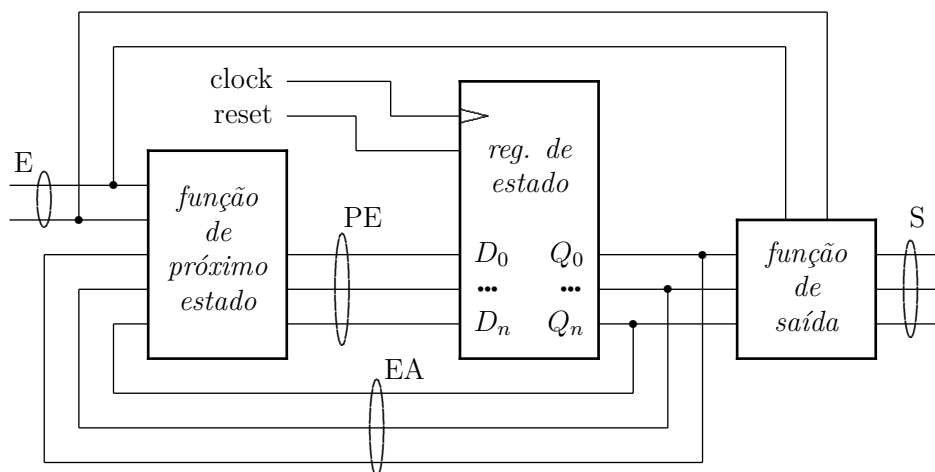 clock
reset
E
função
de
próximo
estado
PE
reg. de
estado
D0 Q0
••• •••
Dn Qn
função
de
saída
S
EA